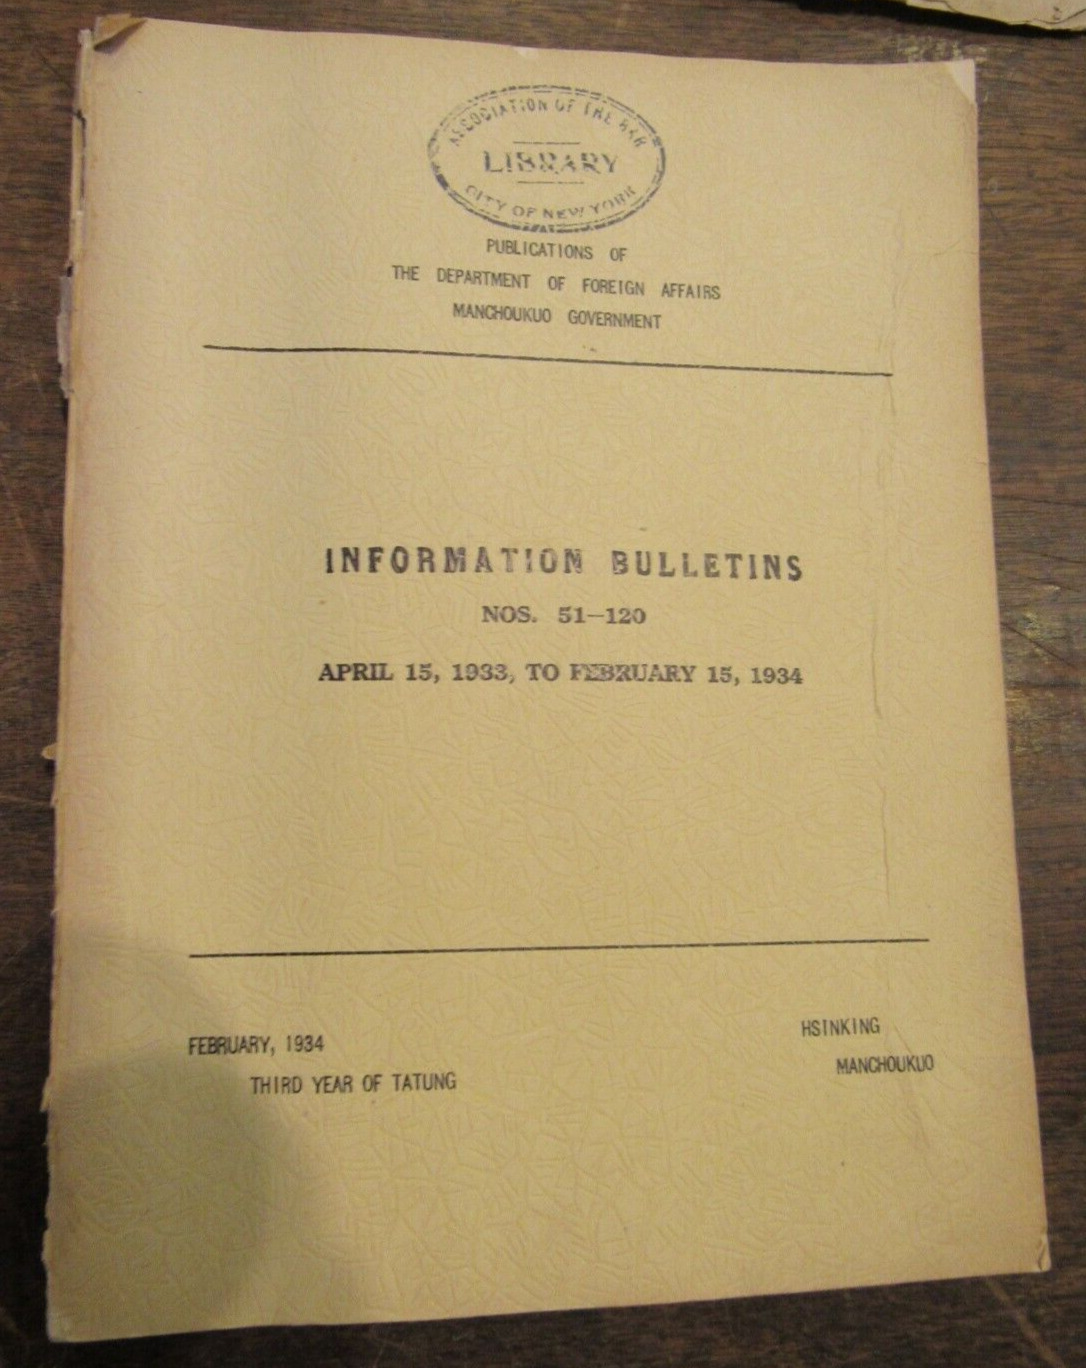 ASSOCIATION OF THE BAR
LIBRARY
CITY OF NEW YORK
PUBLICATIONS OF
THE DEPARTMENT OF FOREIGN AFFAIRS
MANCHOUKUO GOVERNMENT
INFORMATION BULLETINS
NOS. 51—120
APRIL 15, 1933, TO FEBRUARY 15, 1934
FEBRUARY, 1934
THIRD YEAR OF TATUNG
HSINKING
MANCHOUKUO